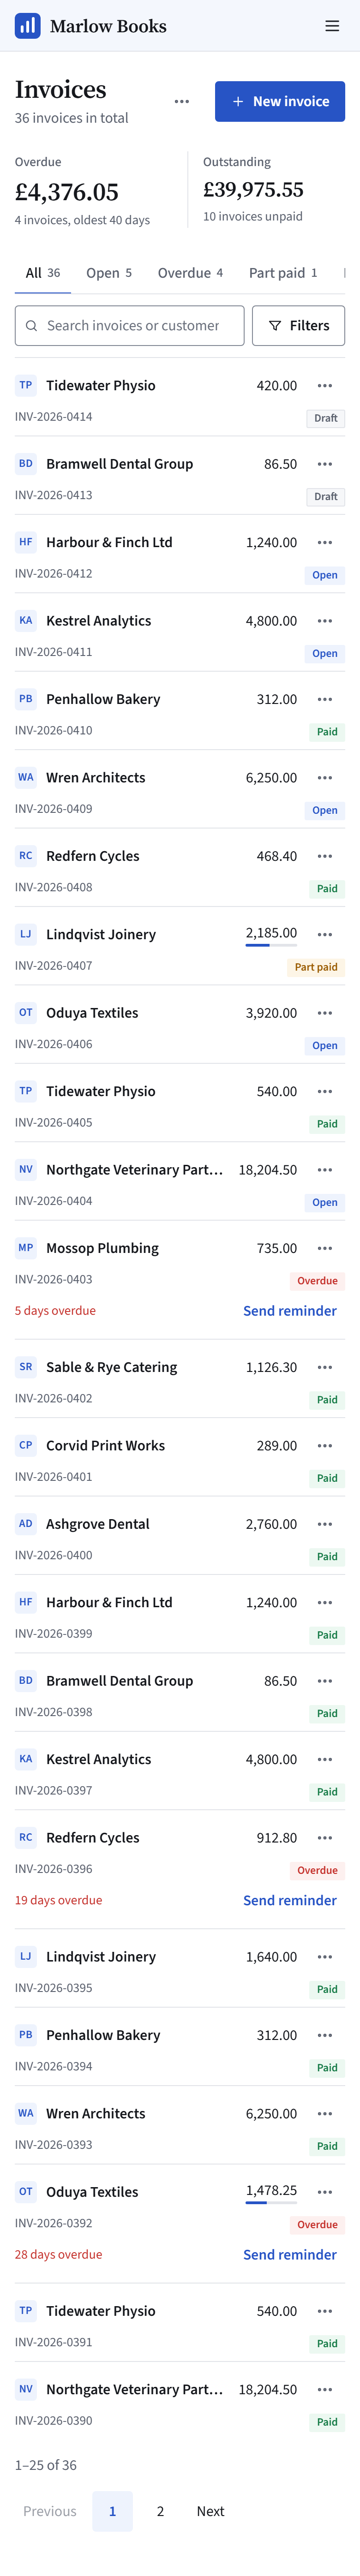 Marlow Books
Invoices
36 invoices in total
New invoice
Overdue
£4,376.05
4 invoices, oldest 40 days
Outstanding
£39,975.55
10 invoices unpaid
All 36 Open 5 Overdue 4 Part paid 1
Search invoices or customer
Filters
TP Tidewater Physio 420.00
INV-2026-0414 Draft
BD Bramwell Dental Group 86.50
INV-2026-0413 Draft
HF Harbour & Finch Ltd 1,240.00
INV-2026-0412 Open
KA Kestrel Analytics 4,800.00
INV-2026-0411 Open
PB Penhallow Bakery 312.00
INV-2026-0410 Paid
WA Wren Architects 6,250.00
INV-2026-0409 Open
RC Redfern Cycles 468.40
INV-2026-0408 Paid
LJ Lindqvist Joinery 2,185.00
INV-2026-0407 Part paid
OT Oduya Textiles 3,920.00
INV-2026-0406 Open
TP Tidewater Physio 540.00
INV-2026-0405 Paid
NV Northgate Veterinary Part… 18,204.50
INV-2026-0404 Open
MP Mossop Plumbing 735.00
INV-2026-0403 Overdue
5 days overdue Send reminder
SR Sable & Rye Catering 1,126.30
INV-2026-0402 Paid
CP Corvid Print Works 289.00
INV-2026-0401 Paid
AD Ashgrove Dental 2,760.00
INV-2026-0400 Paid
HF Harbour & Finch Ltd 1,240.00
INV-2026-0399 Paid
BD Bramwell Dental Group 86.50
INV-2026-0398 Paid
KA Kestrel Analytics 4,800.00
INV-2026-0397 Paid
RC Redfern Cycles 912.80
INV-2026-0396 Overdue
19 days overdue Send reminder
LJ Lindqvist Joinery 1,640.00
INV-2026-0395 Paid
PB Penhallow Bakery 312.00
INV-2026-0394 Paid
WA Wren Architects 6,250.00
INV-2026-0393 Paid
OT Oduya Textiles 1,478.25
INV-2026-0392 Overdue
28 days overdue Send reminder
TP Tidewater Physio 540.00
INV-2026-0391 Paid
NV Northgate Veterinary Part… 18,204.50
INV-2026-0390 Paid
1–25 of 36
Previous 1 2 Next